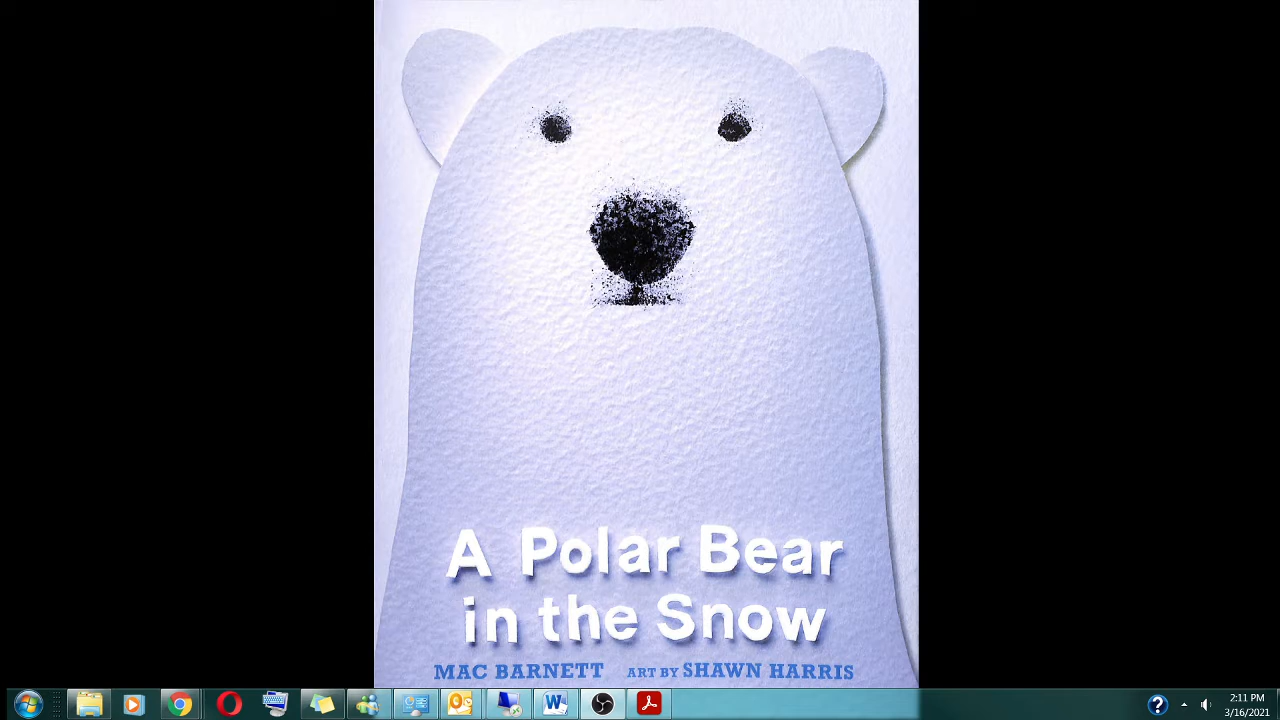 A Polar Bear
in the Snow
MAC BARNETT ART BY SHAWN HARRIS
2:11 PM
3/16/2021